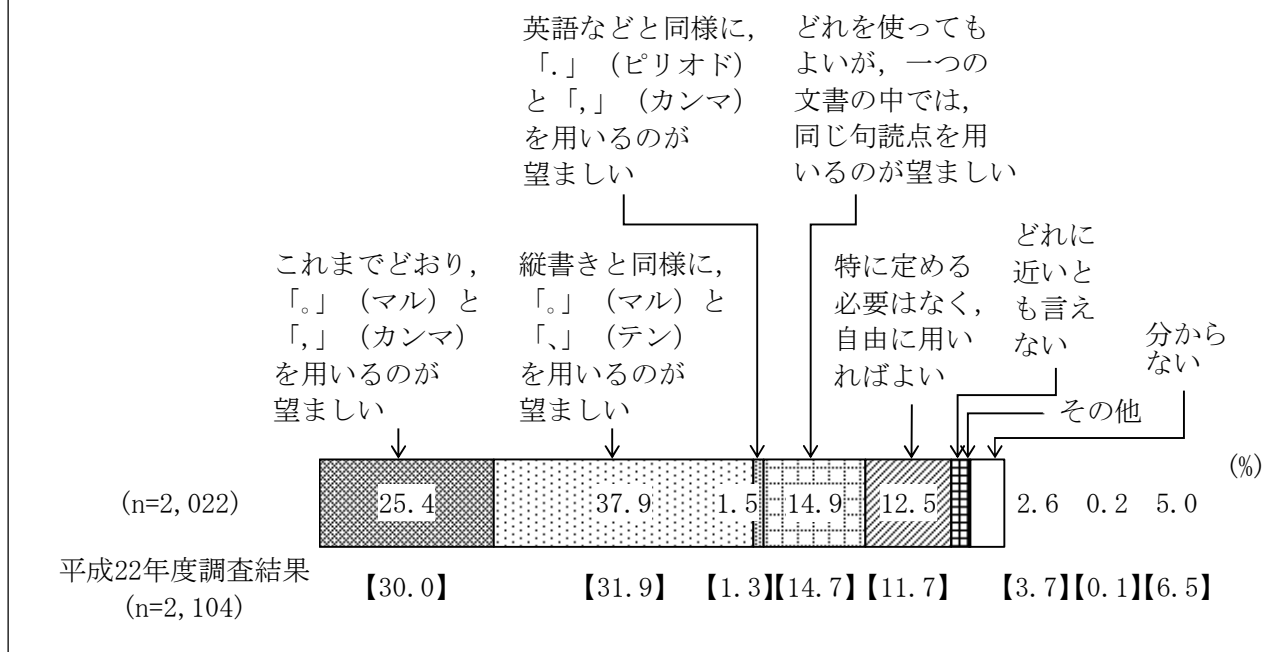 英語などと同様に,
「.」（ピリオド）
と「,」（カンマ）
を用いるのが
望ましい
どれを使っても
よいが, 一つの
文書の中では,
同じ句読点を用
いるのが望ましい
これまでどおり,
「。」（マル）と
「,」（カンマ）
を用いるのが
望ましい
縦書きと同様に,
「。」（マル）と
「、」（テン）
を用いるのが
望ましい
特に定める
必要はなく,
自由に用い
ればよい
どれに
近いと
も言え
ない
その他
分から
ない
(%)
(n=2,022) 25.4 37.9 1.5 14.9 12.5 2.6 0.2 5.0
平成22年度調査結果
(n=2,104)
【30.0】 【31.9】 【1.3】【14.7】【11.7】 【3.7】【0.1】【6.5】